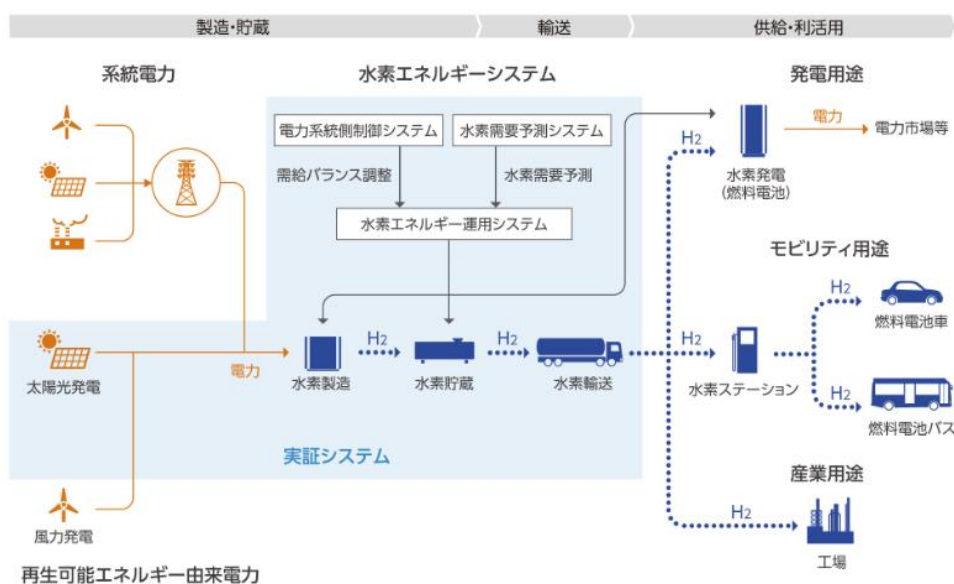 製造・貯蔵
輸送
供給・利活用
系統電力
水素エネルギーシステム
発電用途
電力系統側制御システム
水素需要予測システム
需給バランス調整
水素需要予測
水素エネルギー運用システム
H2
電力
電力市場等
水素発電
(燃料電池)
モビリティ用途
H2
燃料電池車
太陽光発電
電力
水素製造
H2
水素貯蔵
H2
水素輸送
H2
水素ステーション
H2
燃料電池バス
実証システム
産業用途
H2
工場
風力発電
再生可能エネルギー由来電力